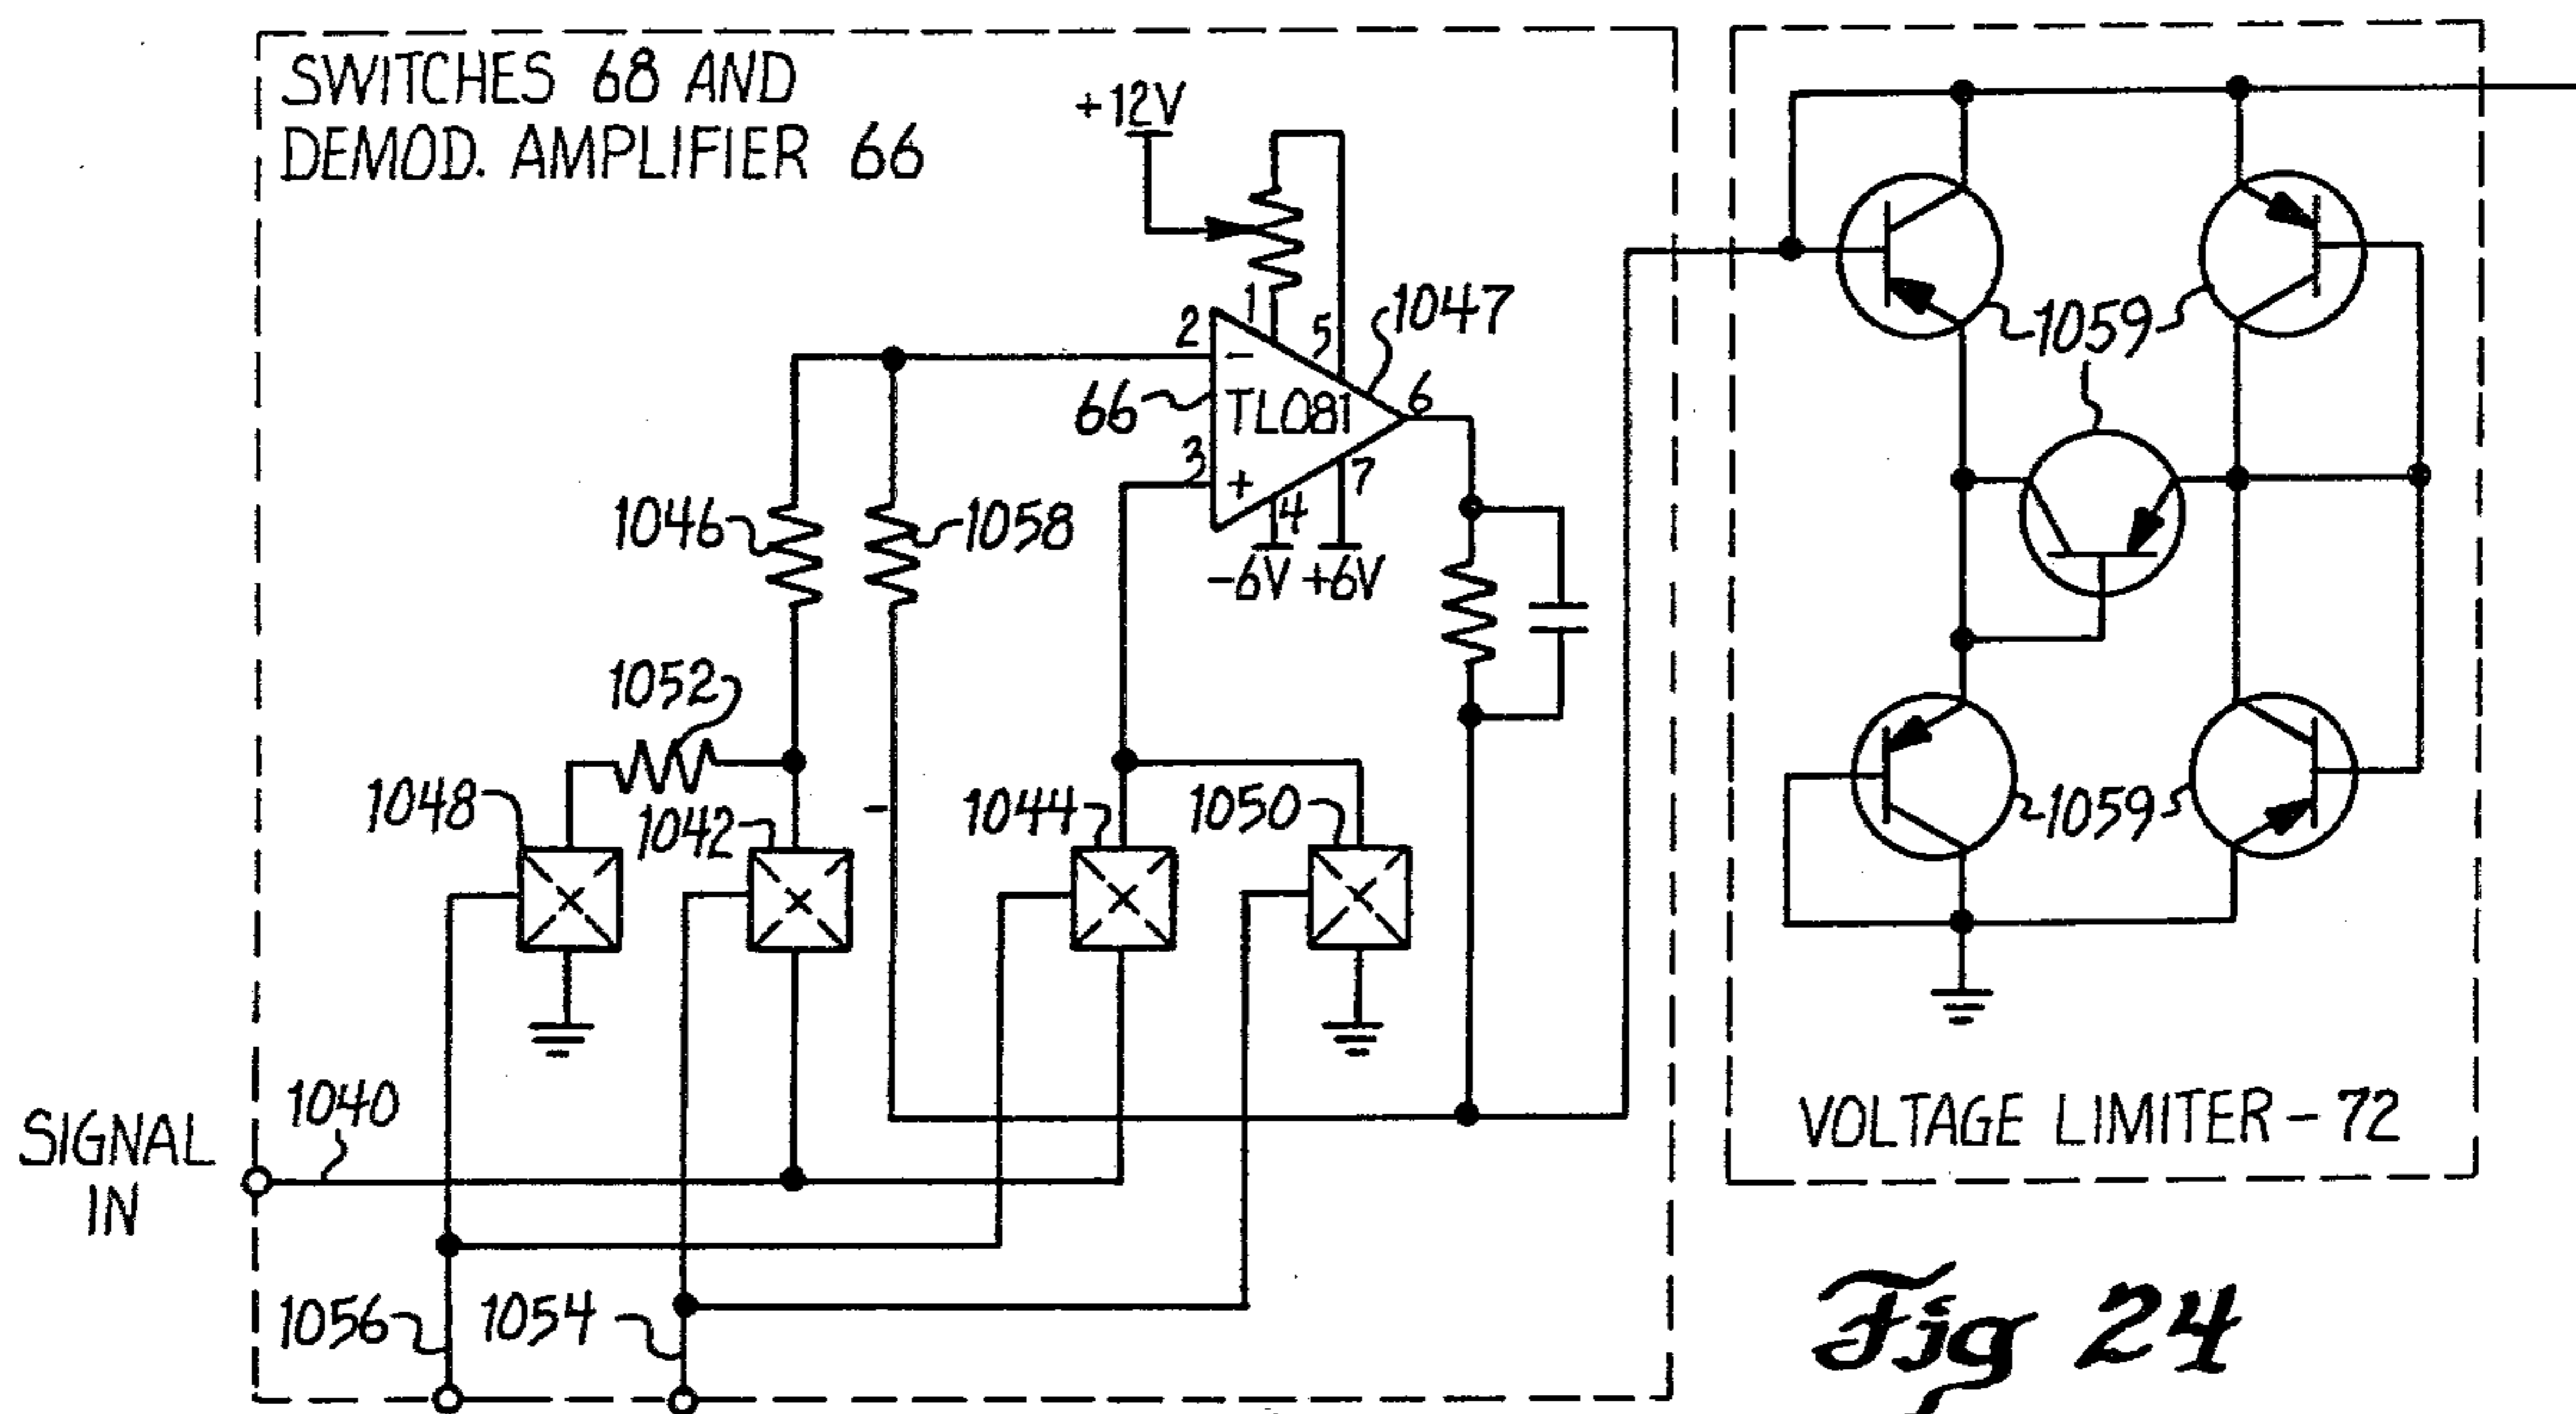 SWITCHES 68 AND
DEMOD. AMPLIFIER 66
+12V
1
5
1047
2
-
66
TL081
6
3
+
4
7
-6V +6V
1046
1058
1052
1048
1042
-
1044
1050
1040
SIGNAL
IN
1056
1054
1059
1059
VOLTAGE LIMITER - 72
Fig 24